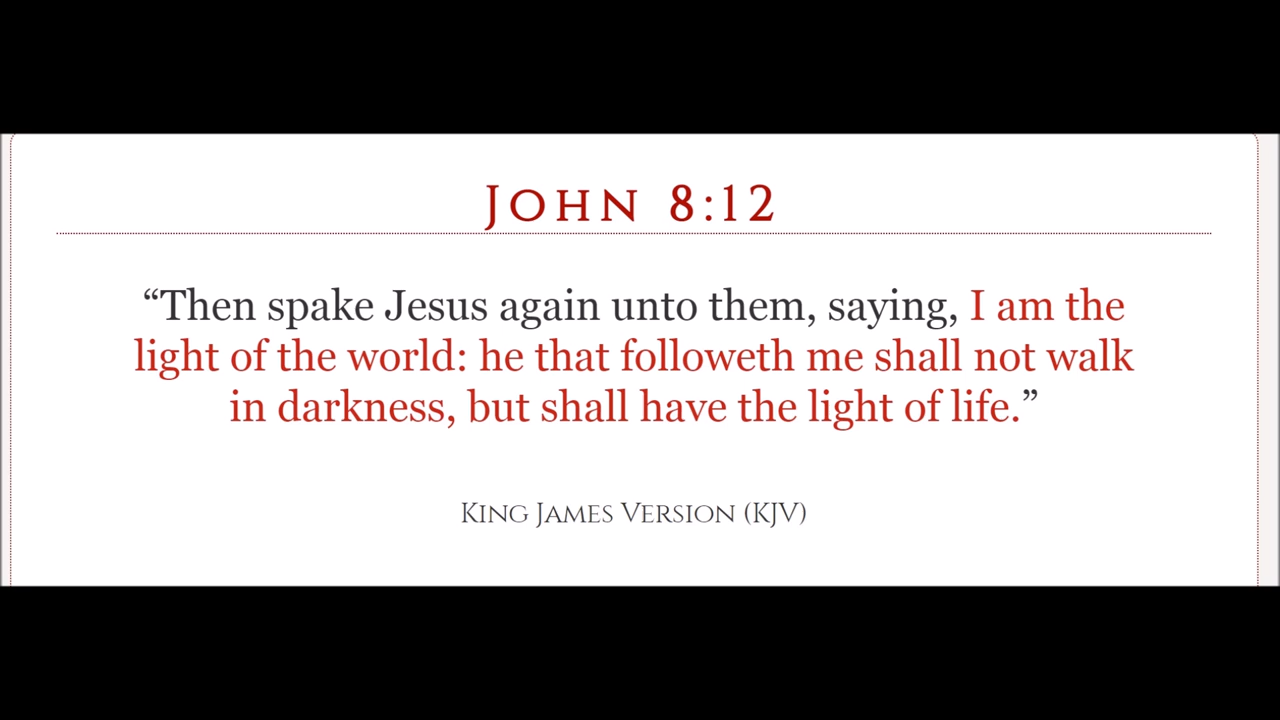 John 8:12
“Then spake Jesus again unto them, saying, I am the
light of the world: he that followeth me shall not walk
in darkness, but shall have the light of life.”
King James Version (KJV)